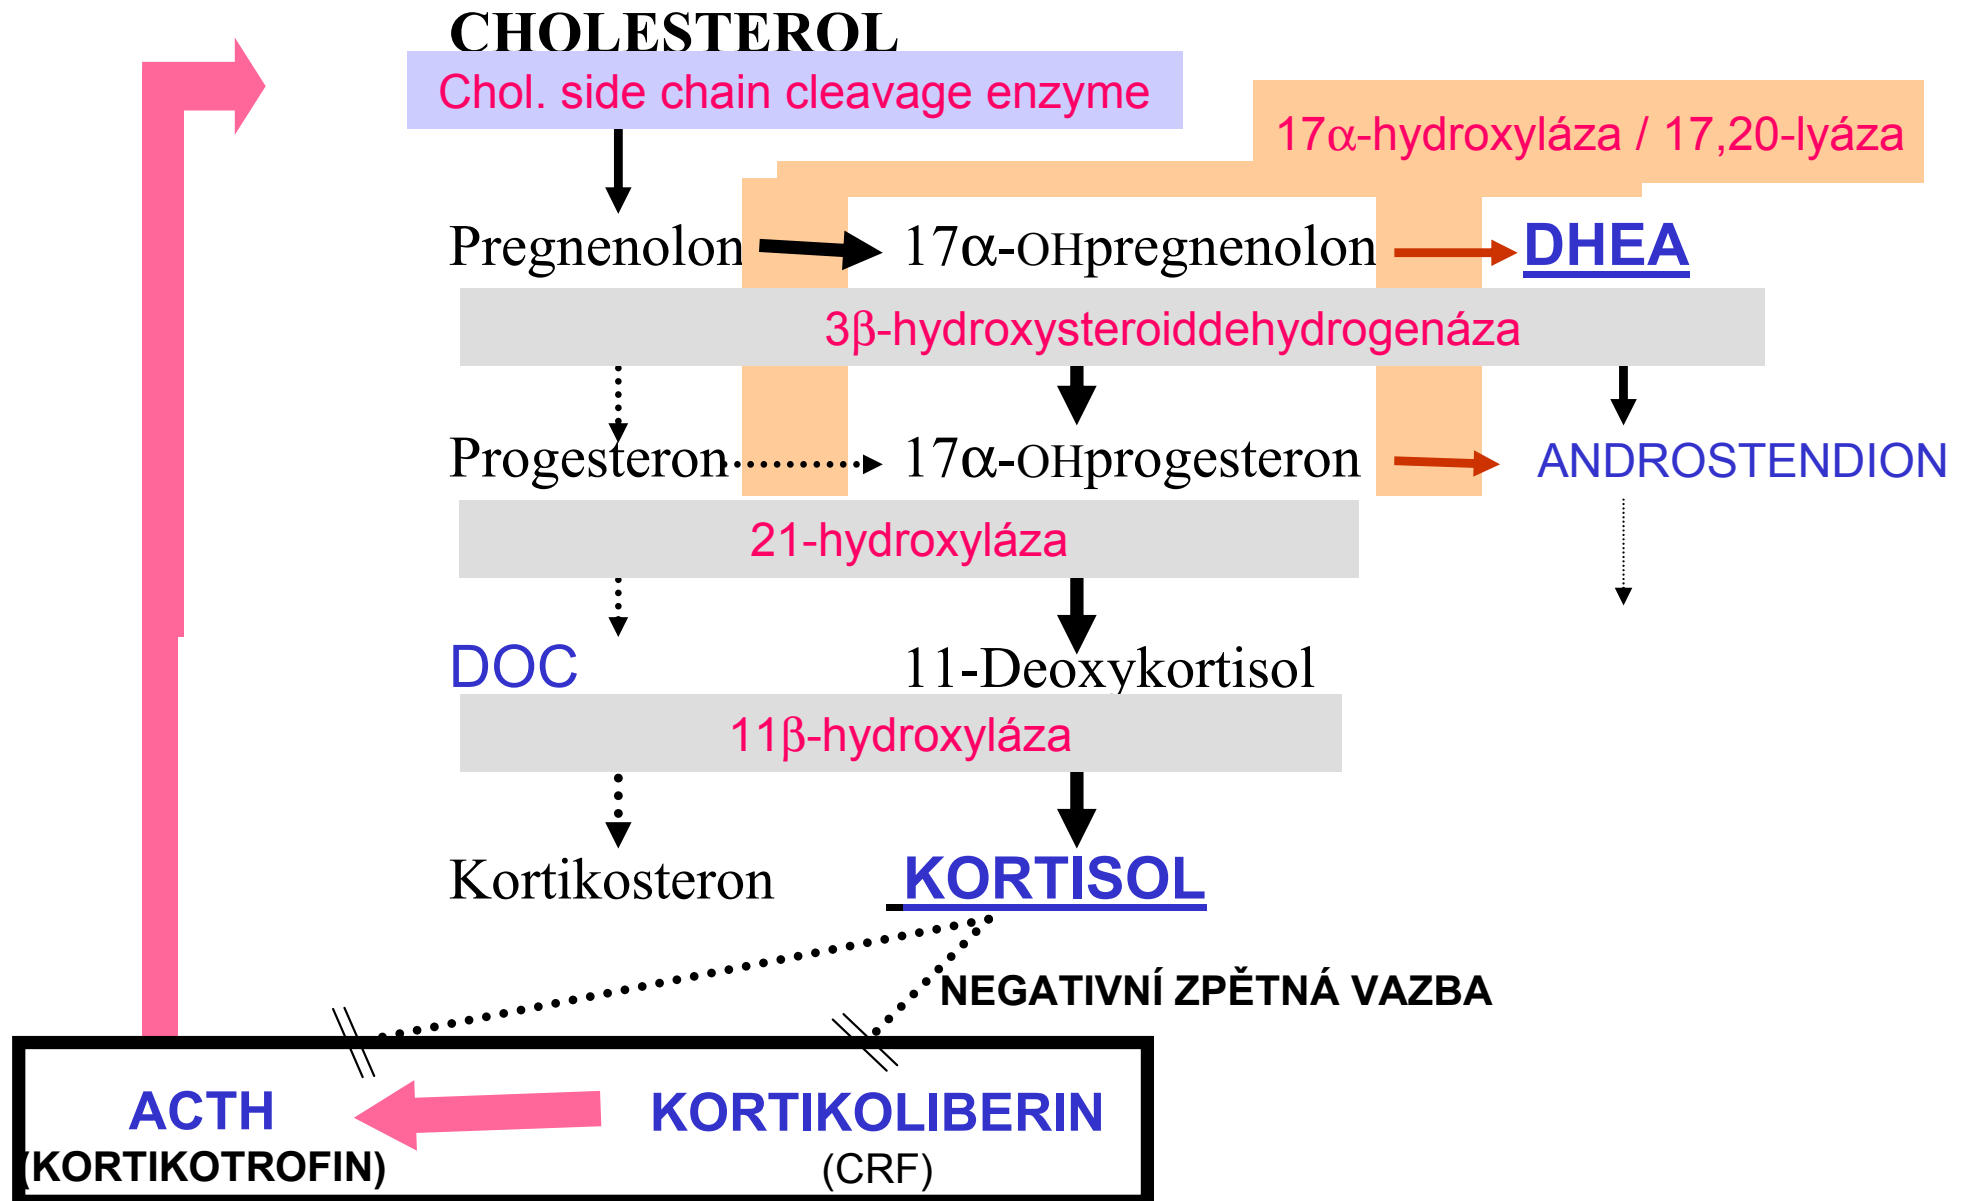 CHOLESTEROL
Chol. side chain cleavage enzyme
17α-hydroxyláza / 17,20-lyáza
Pregnenolon 17α-OHpregnenolon DHEA
3β-hydroxysteroiddehydrogenáza
Progesteron 17α-OHprogesteron ANDROSTENDION
21-hydroxyláza
DOC 11-Deoxykortisol
11β-hydroxyláza
Kortikosteron KORTISOL
NEGATIVNÍ ZPĚTNÁ VAZBA
ACTH KORTIKOLIBERIN
(KORTIKOTROFIN) (CRF)